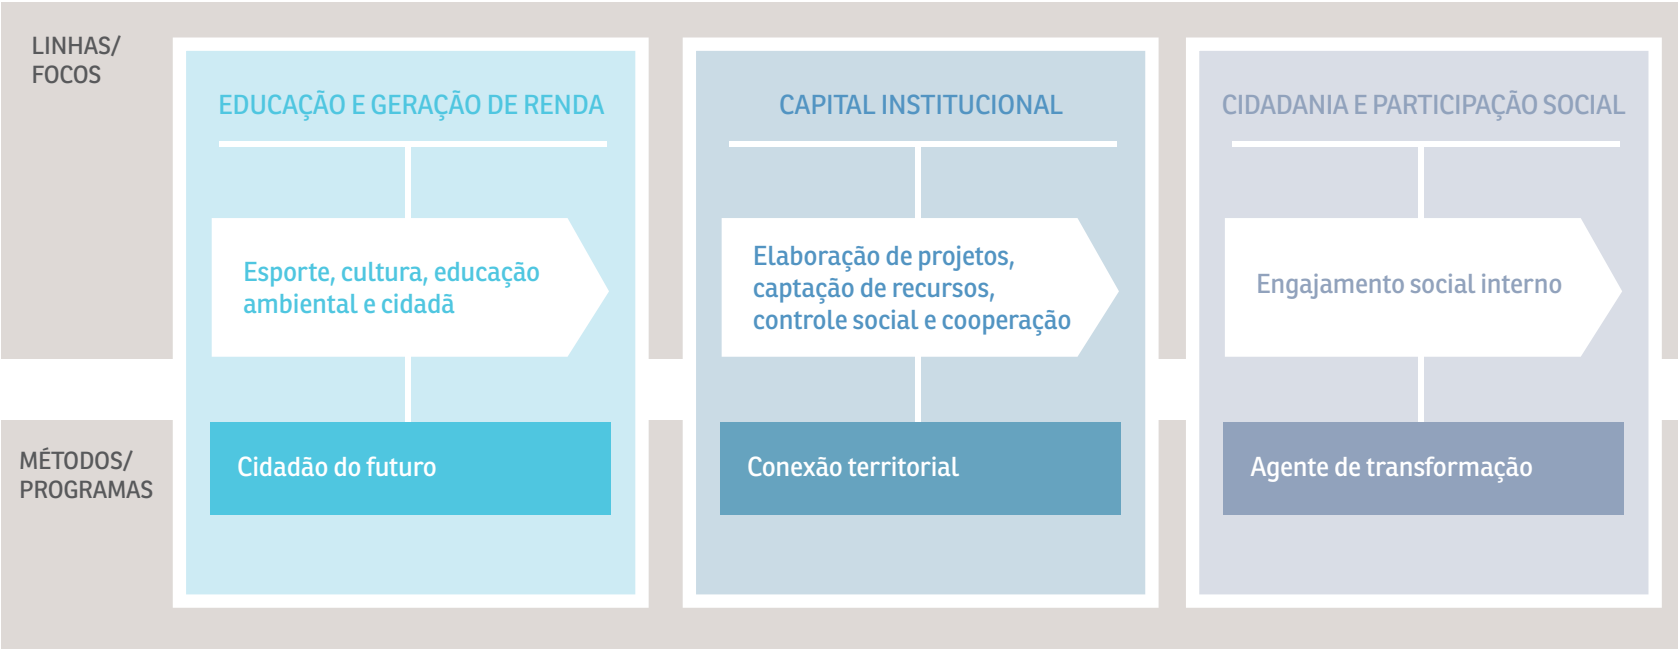 LINHAS/
FOCOS
EDUCAÇÃO E GERAÇÃO DE RENDA
CAPITAL INSTITUCIONAL
CIDADANIA E PARTICIPAÇÃO SOCIAL
Esporte, cultura, educação
ambiental e cidadã
Elaboração de projetos,
captação de recursos,
controle social e cooperação
Engajamento social interno
MÉTODOS/
PROGRAMAS
Cidadão do futuro
Conexão territorial
Agente de transformação